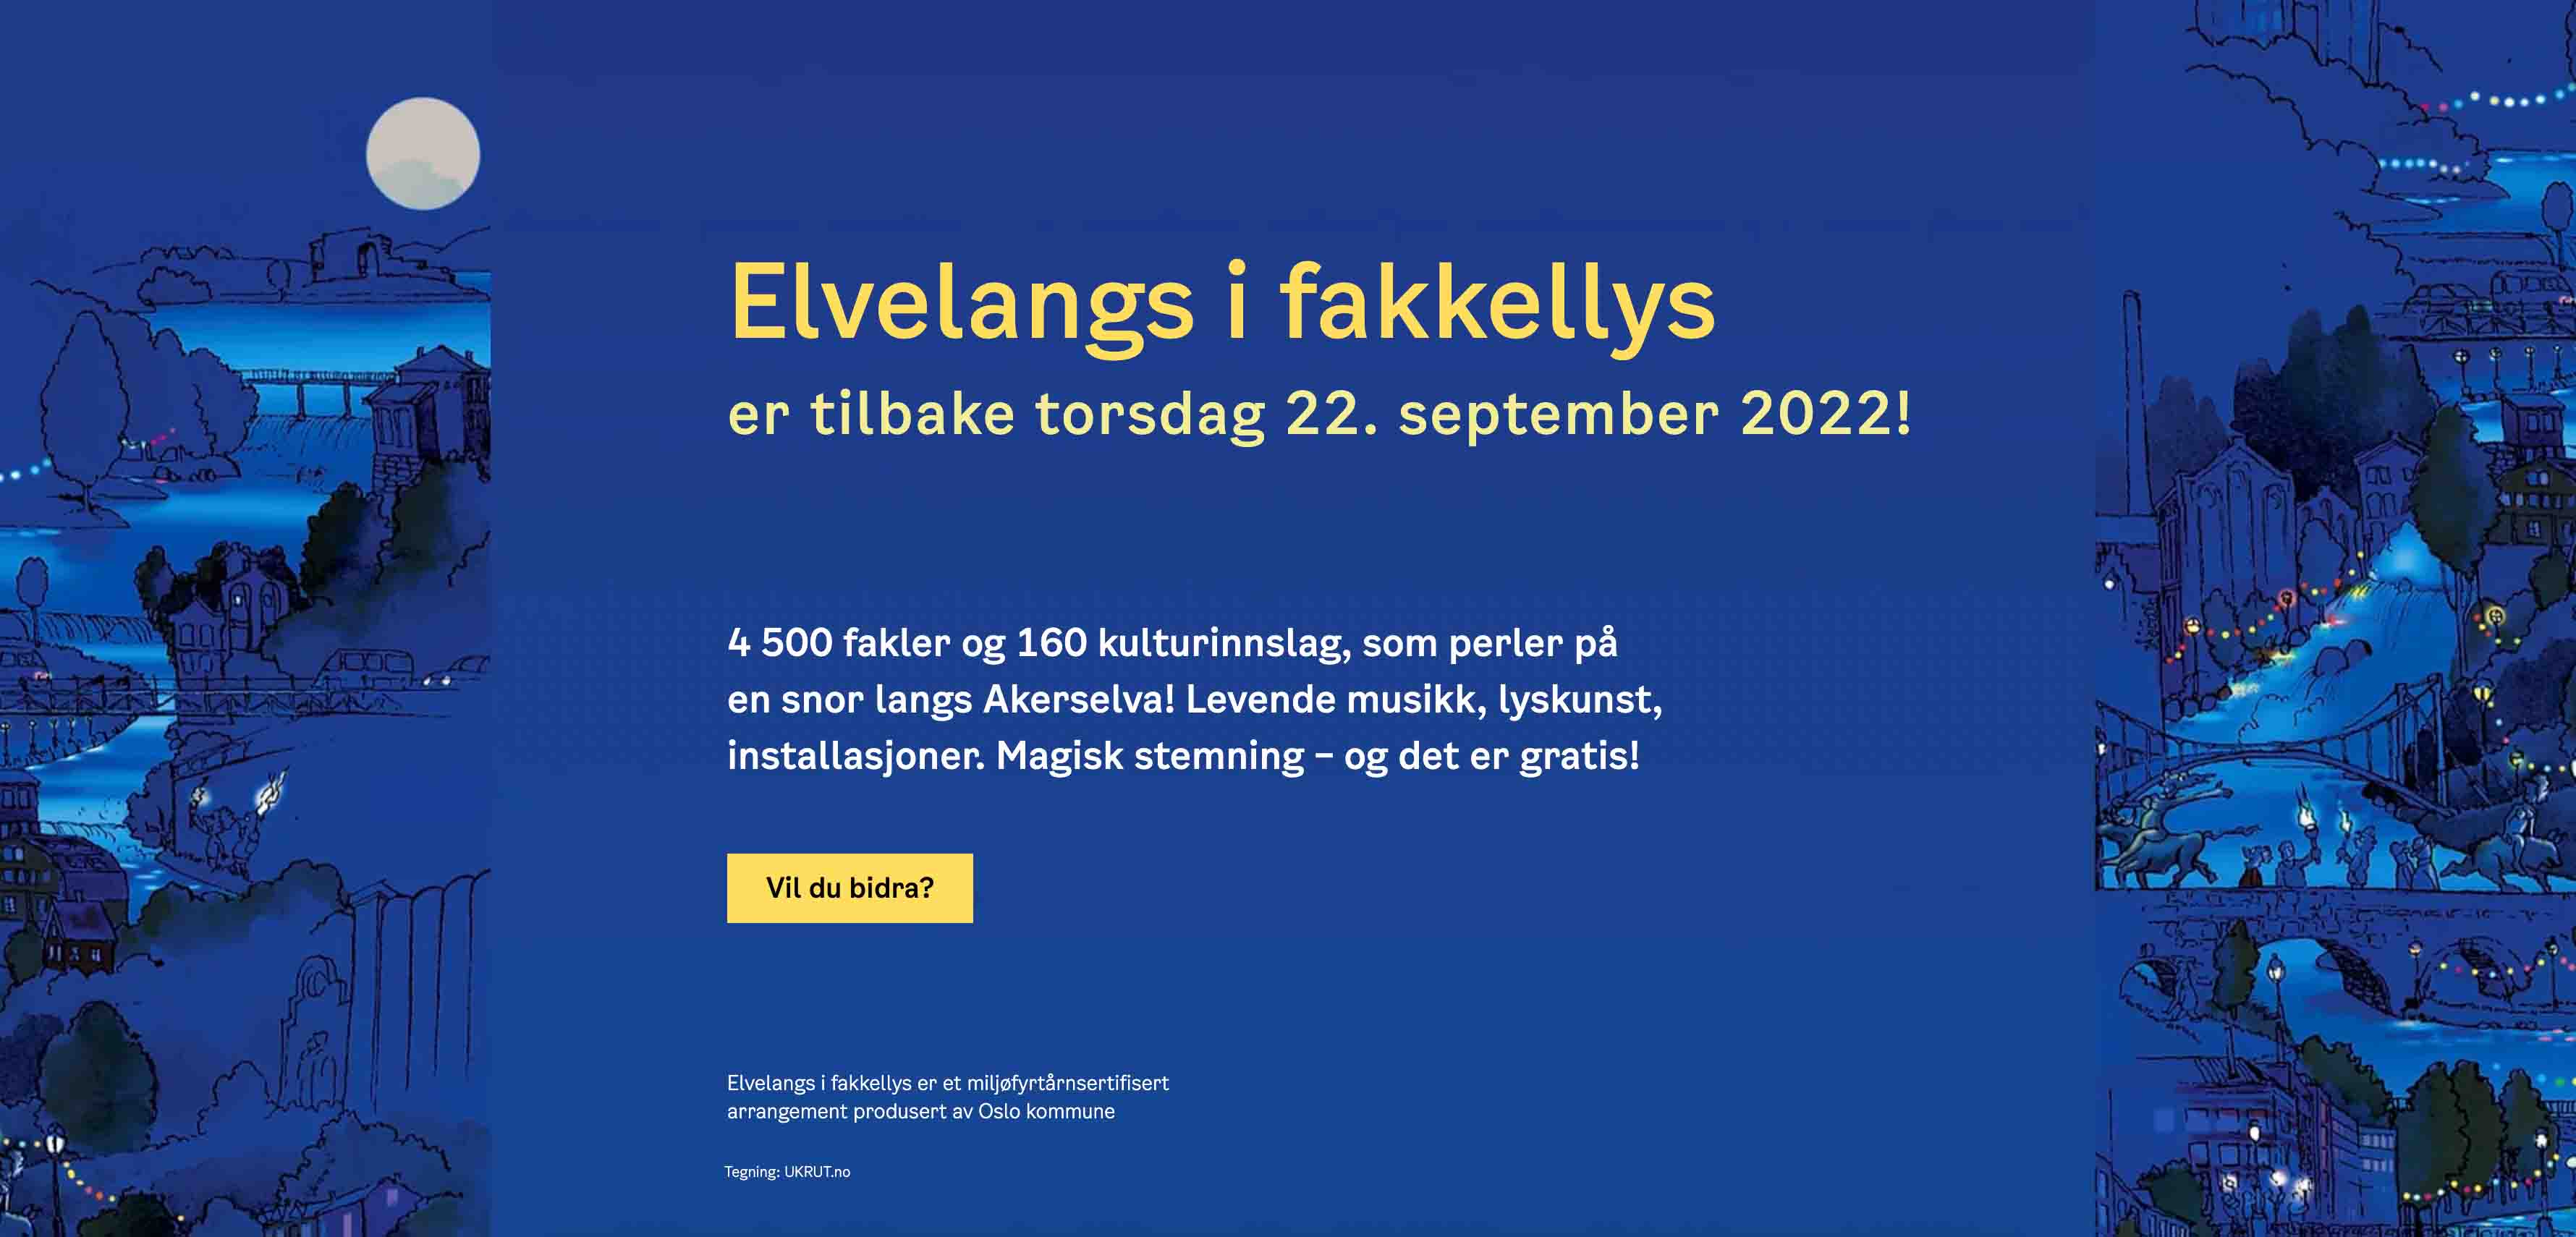 Elvelangs i fakkellys
er tilbake torsdag 22. september 2022!
4 500 fakler og 160 kulturinnslag, som perler på
en snor langs Akerselva! Levende musikk, lyskunst,
installasjoner. Magisk stemning – og det er gratis!
Vil du bidra?
Elvelangs i fakkellys er et miljøfyrtårnsertifisert
arrangement produsert av Oslo kommune
Tegning: UKRUT.no